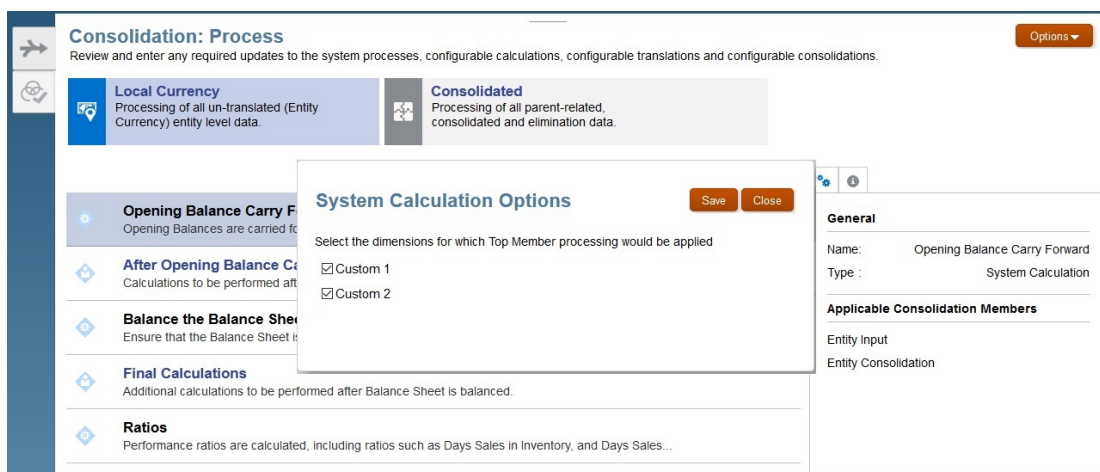 Consolidation: Process
Options
Review and enter any required updates to the system processes, configurable calculations, configurable translations and configurable consolidations.
Local Currency
Processing of all un-translated (Entity
Currency) entity level data.
Consolidated
Processing of all parent-related,
consolidated and elimination data.
Opening Balance Carry F
Opening Balances are carried fo
After Opening Balance Ca
Calculations to be performed aft
Balance the Balance Shee
Ensure that the Balance Sheet is
Final Calculations
Additional calculations to be performed after Balance Sheet is balanced.
Ratios
Performance ratios are calculated, including ratios such as Days Sales in Inventory, and Days Sales...
System Calculation Options
Save
Close
Select the dimensions for which Top Member processing would be applied
Custom 1
Custom 2
General
Name: Opening Balance Carry Forward
Type : System Calculation
Applicable Consolidation Members
Entity Input
Entity Consolidation